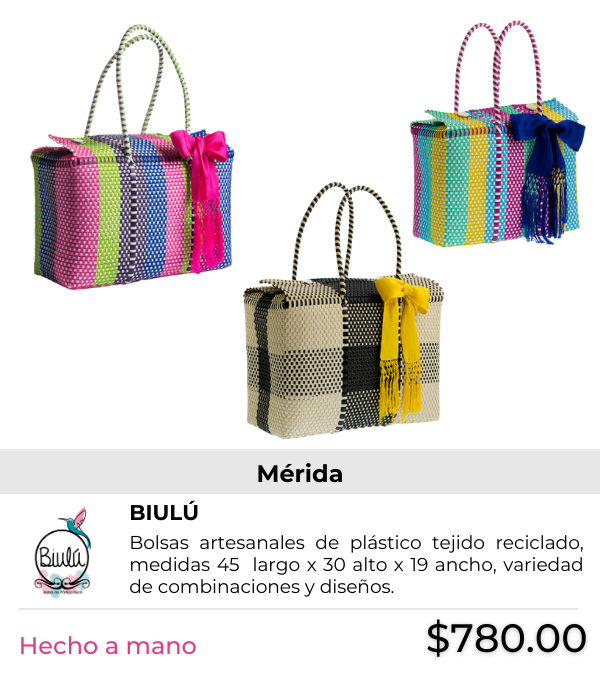 Mérida
BIULÚ
Biulú
Bolsas artesanales de plástico tejido reciclado,
medidas 45 largo x 30 alto x 19 ancho, variedad
de combinaciones y diseños.
Hecho a mano
$780.00